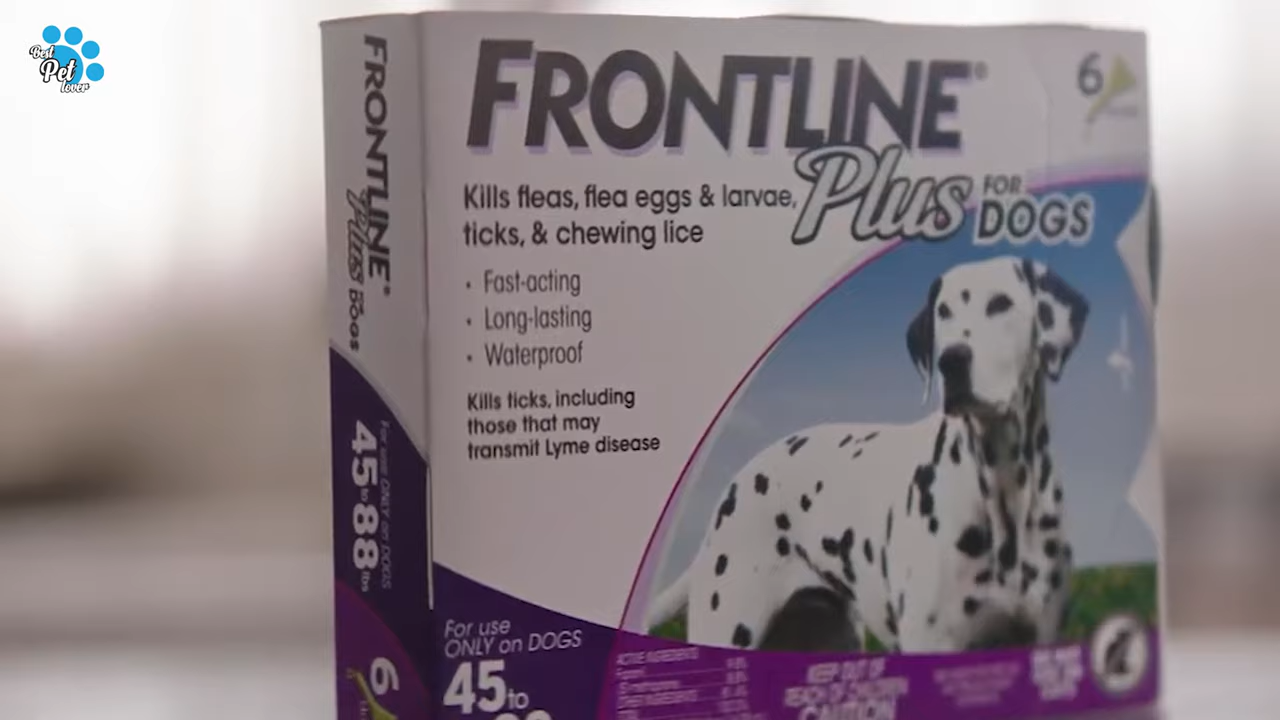 Best
Pet
lover
FRONTLINE®
Plus FOR
DOGS
6
Kills fleas, flea eggs & larvae,
ticks, & chewing lice
• Fast-acting
• Long-lasting
• Waterproof
Kills ticks, including
those that may
transmit Lyme disease
For use
ONLY on DOGS
45 to
ACTIVE INGREDIENTS
KEEP OUT OF
REACH OF CHILDREN
CAUTION
FRONTLINE®
Plus FOR DOGS
For use ONLY on DOGS
45 to 88 lbs
6